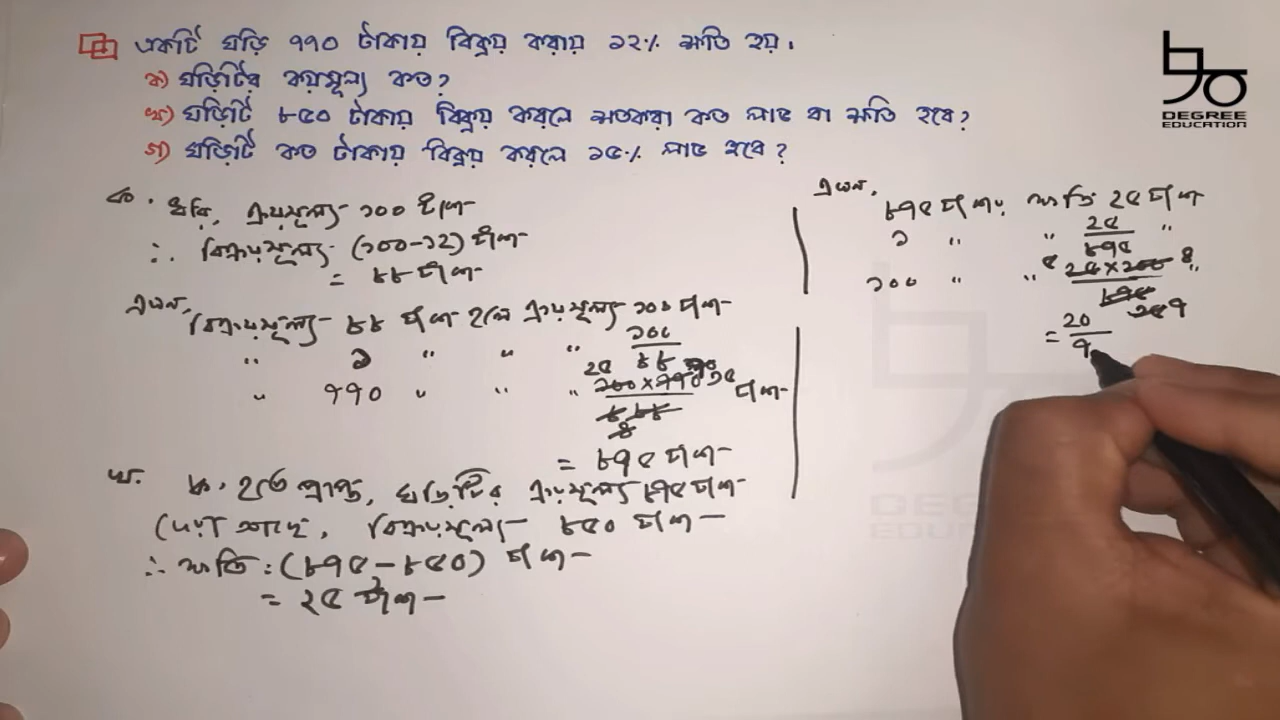 একটি ঘড়ি ৭৭০ টাকায় বিক্রয় করায় ১২% ক্ষতি হয়।
ক) ঘড়িটির ক্রয়মূল্য কত?
খ) ঘড়িটি ৮৫০ টাকায় বিক্রয় করলে শতকরা কত লাভ বা ক্ষতি হবে?
গ) ঘড়িটি কত টাকায় বিক্রয় করলে ১৫% লাভ হবে?
DEGREE
EDUCATION
ক. ধরি, ক্রয়মূল্য ১০০ টাকা
∴ বিক্রয়মূল্য (১০০-১২) টাকা
= ৮৮ টাকা
এখন,
বিক্রয়মূল্য ৮৮ টাকা হলে ক্রয়মূল্য ১০০ টাকা
" ১ " " " ১০০/৮৮
" ৭৭০ " " " ১০০×৭৭০/৮৮ টাকা
= ৮৭৫ টাকা
খ. ক. হতে প্রাপ্ত, ঘড়িটির ক্রয়মূল্য ৮৭৫ টাকা
দেয়া আছে, বিক্রয়মূল্য ৮৫০ টাকা
∴ ক্ষতি: (৮৭৫-৮৫০) টাকা
= ২৫ টাকা
এখন,
৮৭৫ টাকায় ক্ষতি ২৫ টাকা
১ " " ২৫/৮৭৫ "
১০০ " " ২৫×১০০/৮৭৫ "
= ২০/৭